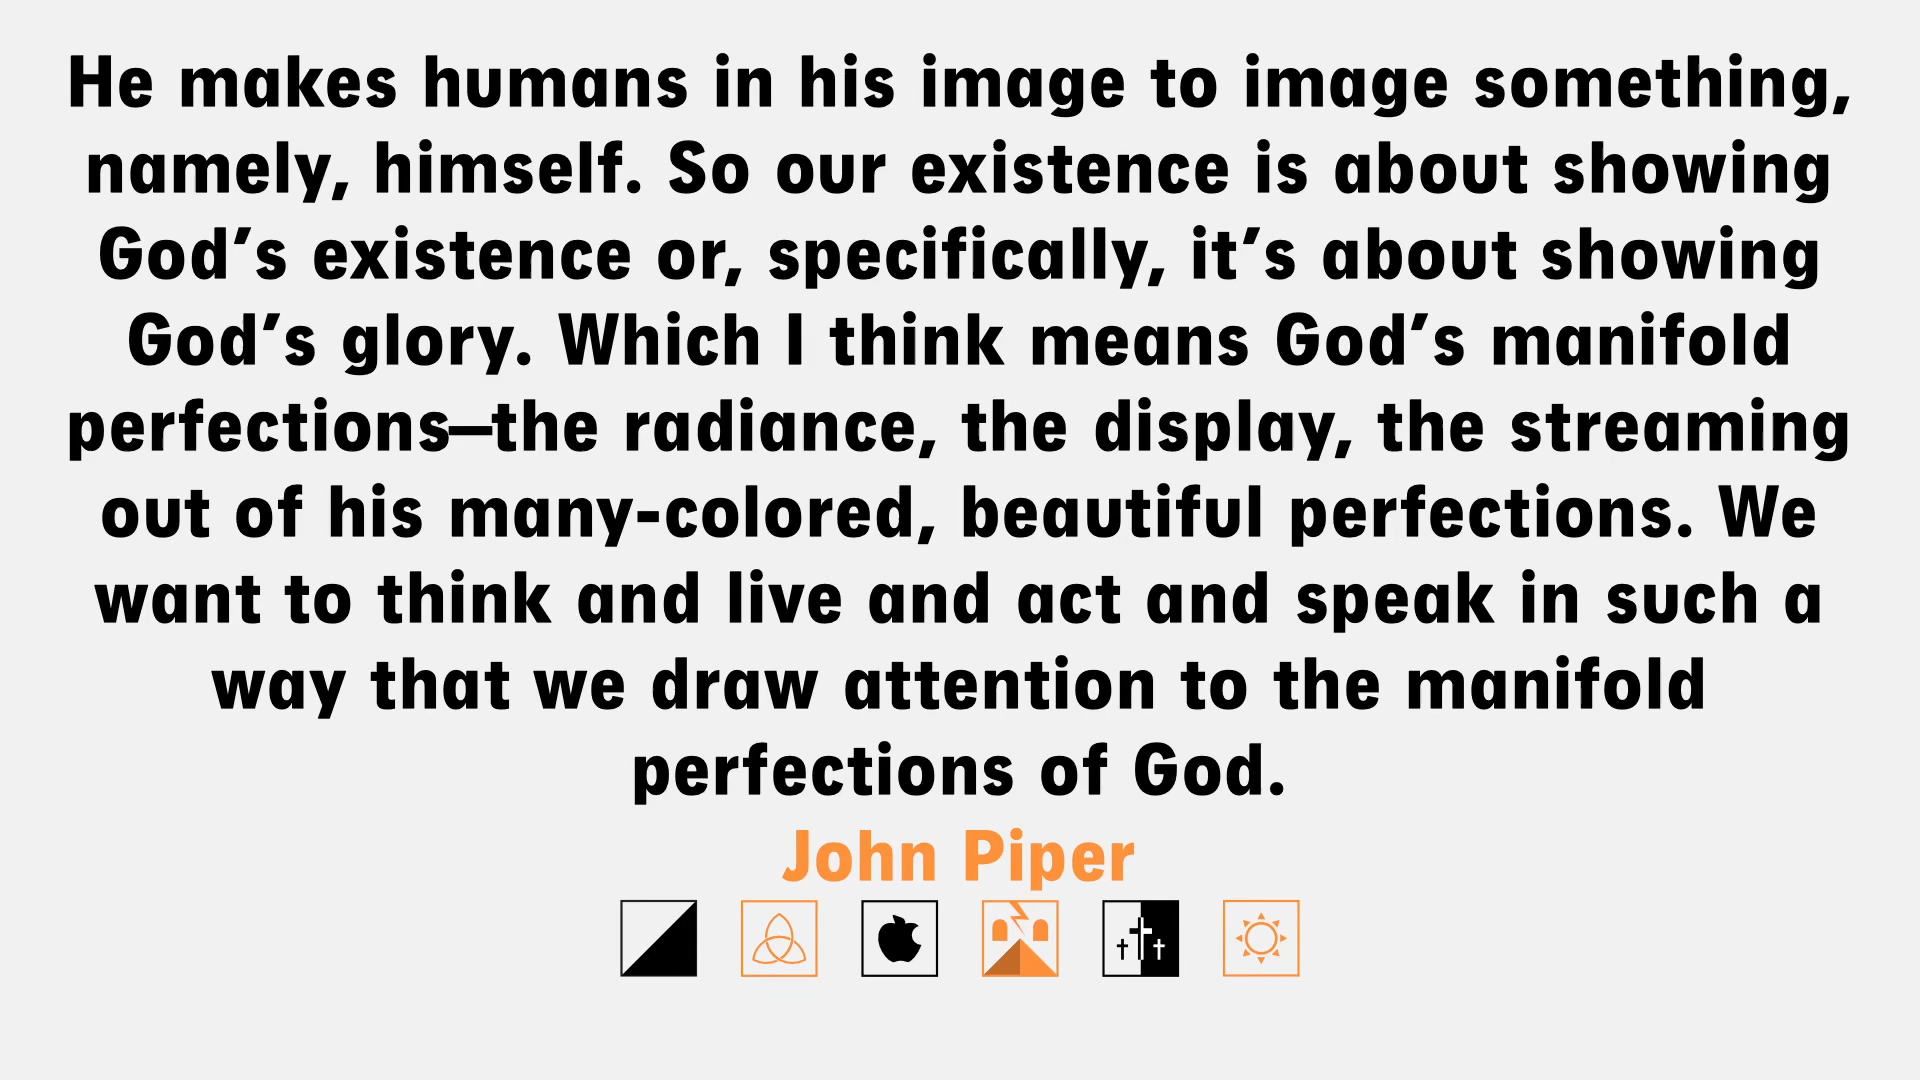 He makes humans in his image to image something,
namely, himself. So our existence is about showing
God’s existence or, specifically, it’s about showing
God’s glory. Which I think means God’s manifold
perfections—the radiance, the display, the streaming
out of his many-colored, beautiful perfections. We
want to think and live and act and speak in such a
way that we draw attention to the manifold
perfections of God.
John Piper